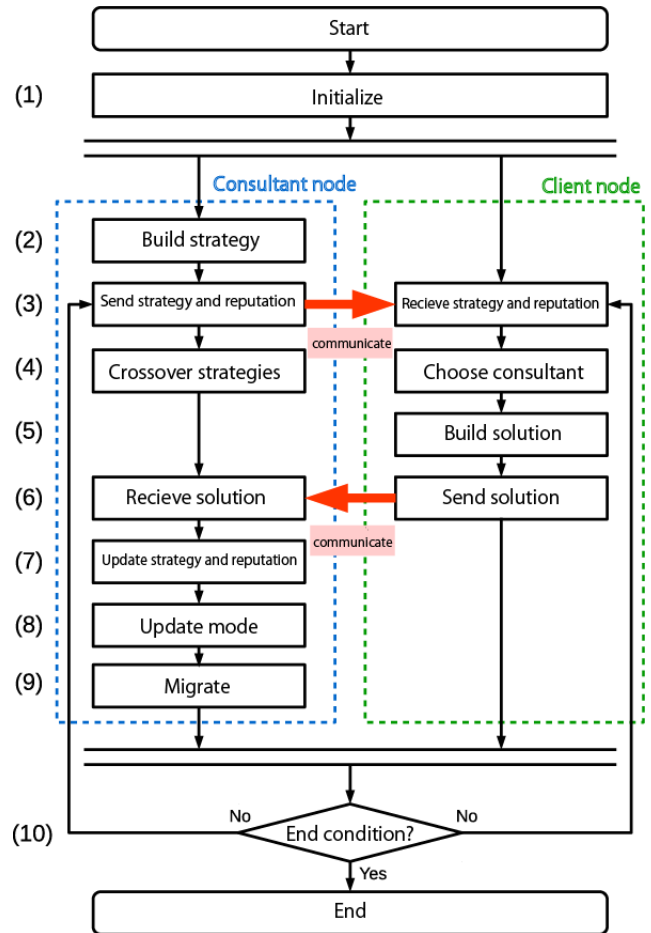 Start
(1)
Initialize
Consultant node
Client node
(2)
Build strategy
(3)
Send strategy and reputation
Recieve strategy and reputation
communicate
(4)
Crossover strategies
Choose consultant
(5)
Build solution
(6)
Recieve solution
Send solution
communicate
(7)
Update strategy and reputation
(8)
Update mode
(9)
Migrate
No
No
(10)
End condition?
Yes
End